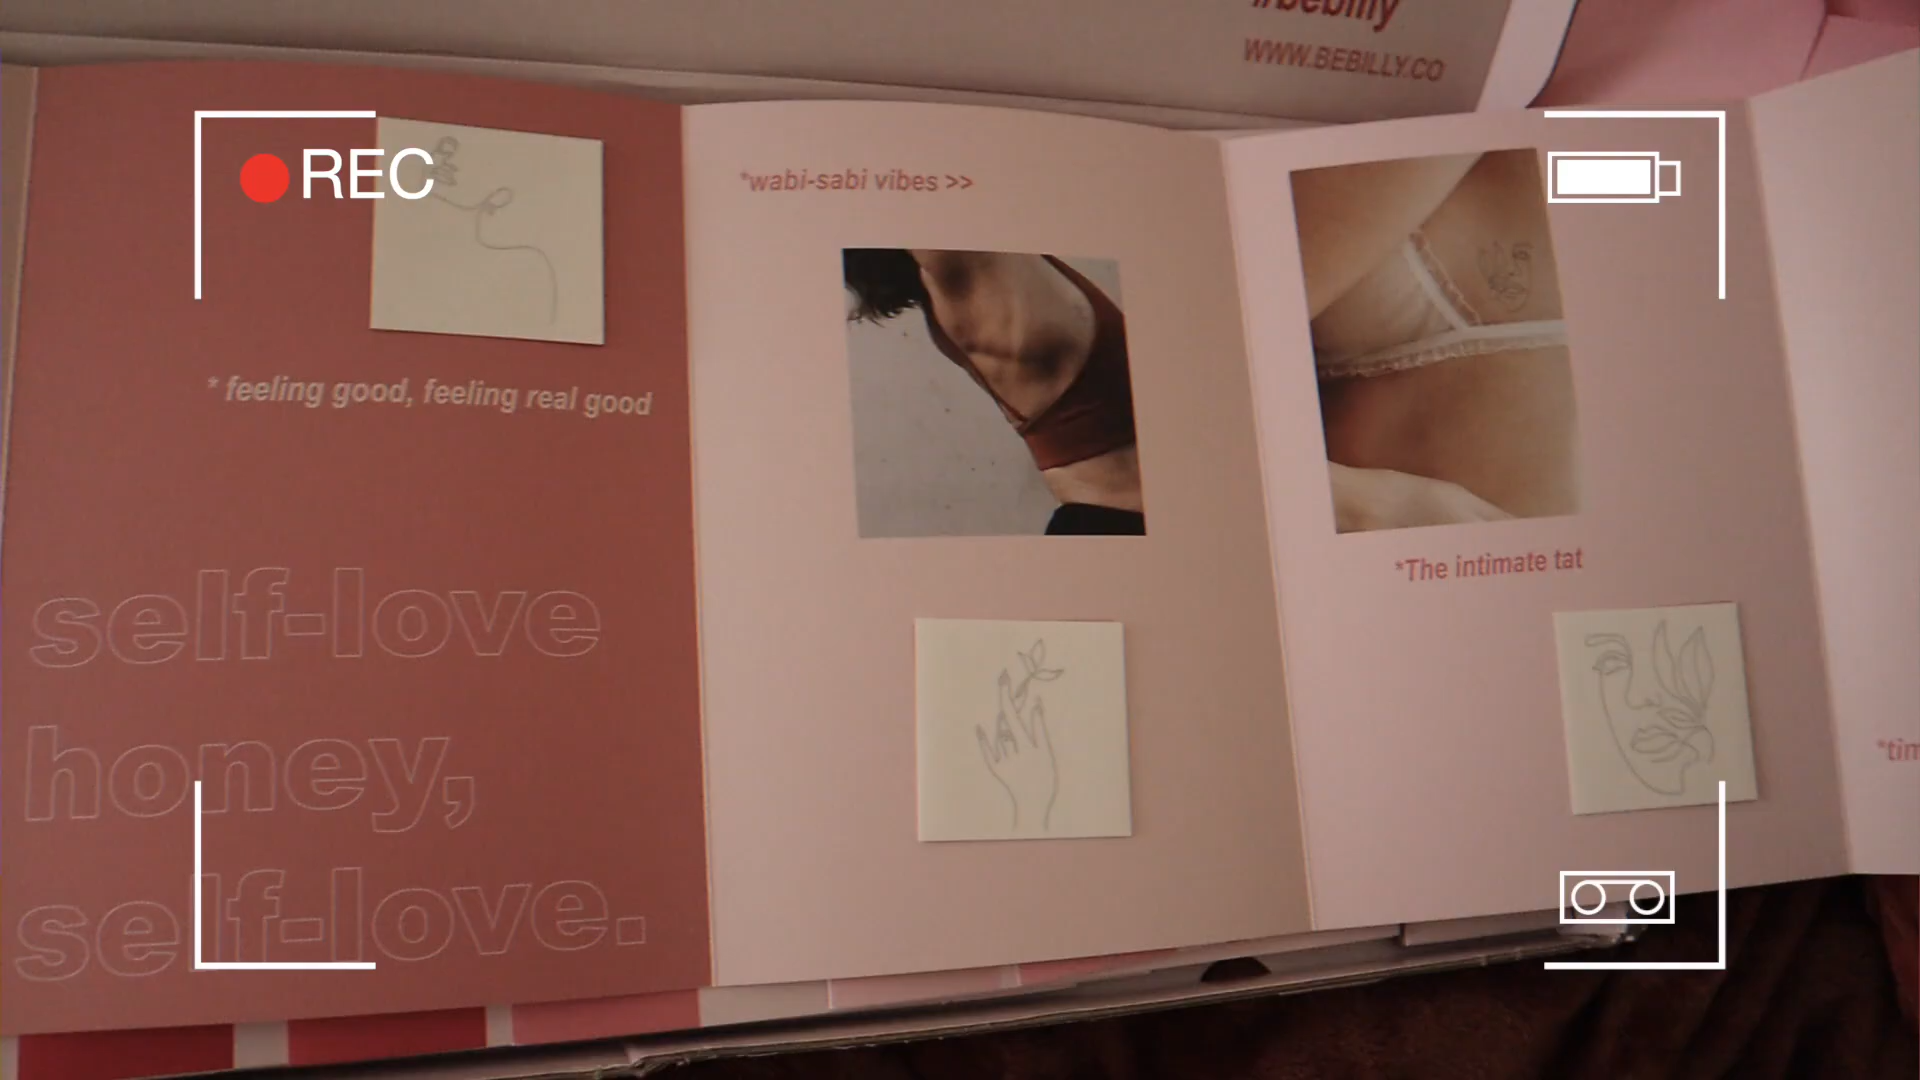 #bebilly
WWW.BEBILLY.CO
REC
* feeling good, feeling real good
self-love
honey,
self-love.
*wabi-sabi vibes >>
*The intimate tat